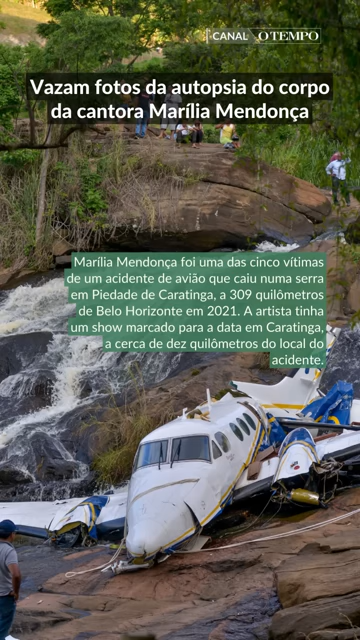 CANAL O TEMPO
Vazam fotos da autopsia do corpo
da cantora Marília Mendonça
Marília Mendonça foi uma das cinco vítimas
de um acidente de avião que caiu numa serra
em Piedade de Caratinga, a 309 quilômetros
de Belo Horizonte em 2021. A artista tinha
um show marcado para a data em Caratinga,
a cerca de dez quilômetros do local do
acidente.